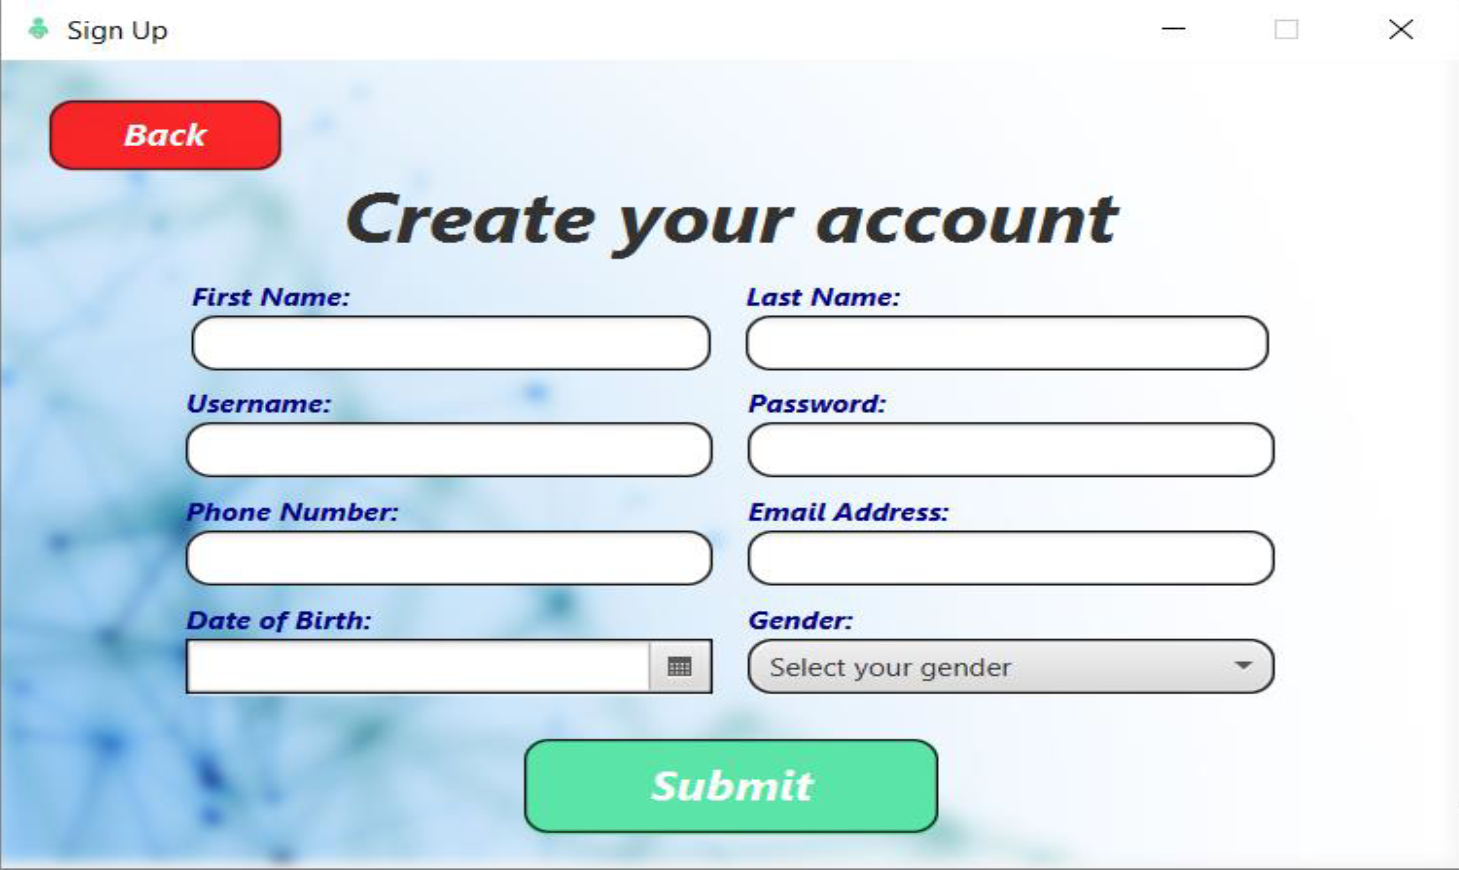 Sign Up
Back
Create your account
First Name:
Last Name:
Username:
Password:
Phone Number:
Email Address:
Date of Birth:
Gender:
Select your gender
Submit